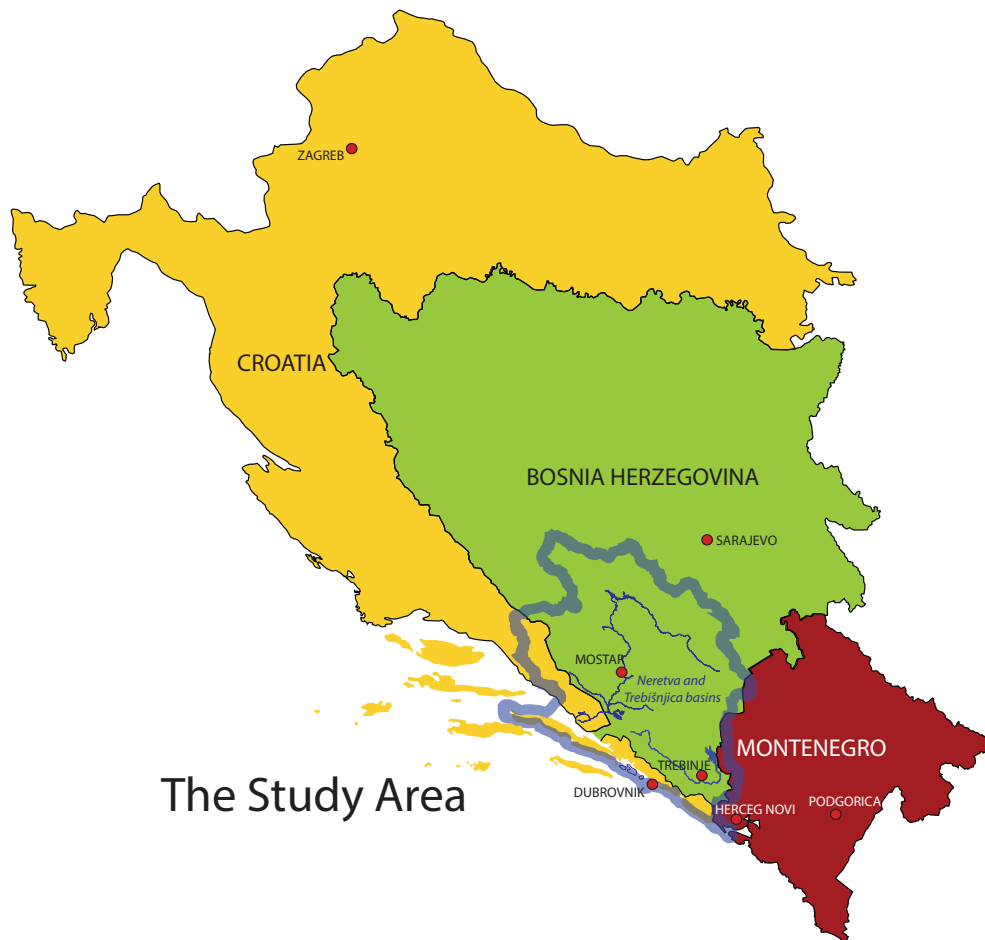 ZAGREB
CROATIA
BOSNIA HERZEGOVINA
SARAJEVO
MOSTAR
Neretva and
Trebišnjica basins
MONTENEGRO
TREBINJE
The Study Area
DUBROVNIK
HERCEG NOVI
PODGORICA